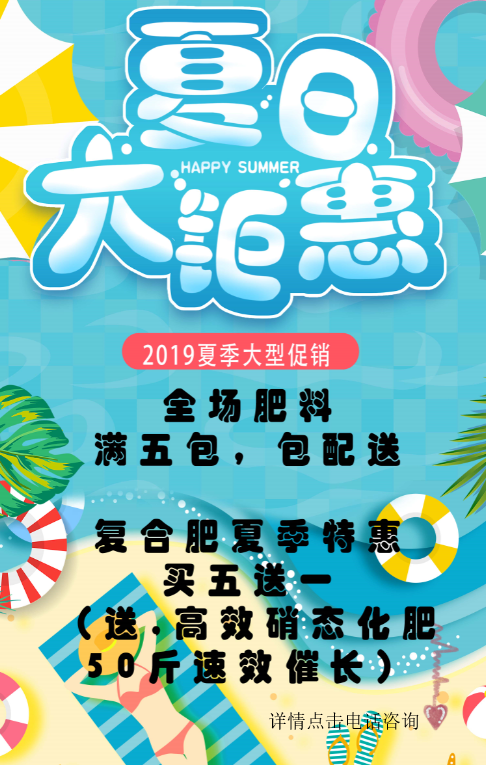 夏日
大钜惠
HAPPY SUMMER
2019夏季大型促销
全场肥料
满五包，包配送
复合肥夏季特惠
买五送一
（送.高效硝态化肥
50斤速效催长）
详情点击电话咨询